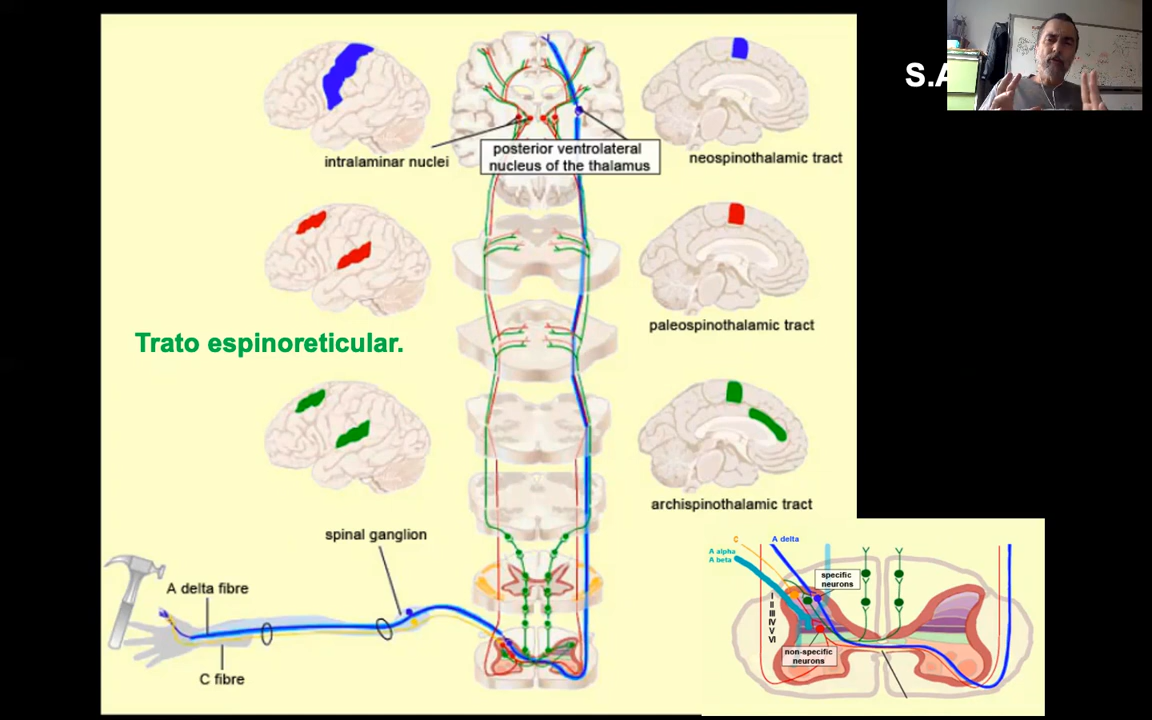 S.A
intralaminar nuclei
posterior ventrolateral
nucleus of the thalamus
neospinothalamic tract
paleospinothalamic tract
Trato espinoreticular.
archispinothalamic tract
spinal ganglion
A delta fibre
C fibre
C
A delta
A alpha
A beta
specific
neurons
I
II
III
IV
V
VI
non-specific
neurons